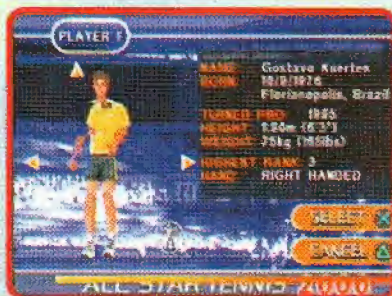 PLAYER 1
NAME Gustavo Kuerten
BORN 10/9/1976
Florianopolis, Brazil
TURNED PRO 1995
HEIGHT 1.90m (6'3")
WEIGHT 75kg
HIGHEST RANK 3
HAND RIGHT HANDED
SELECT
CANCEL
ALL STAR TENNIS 2000